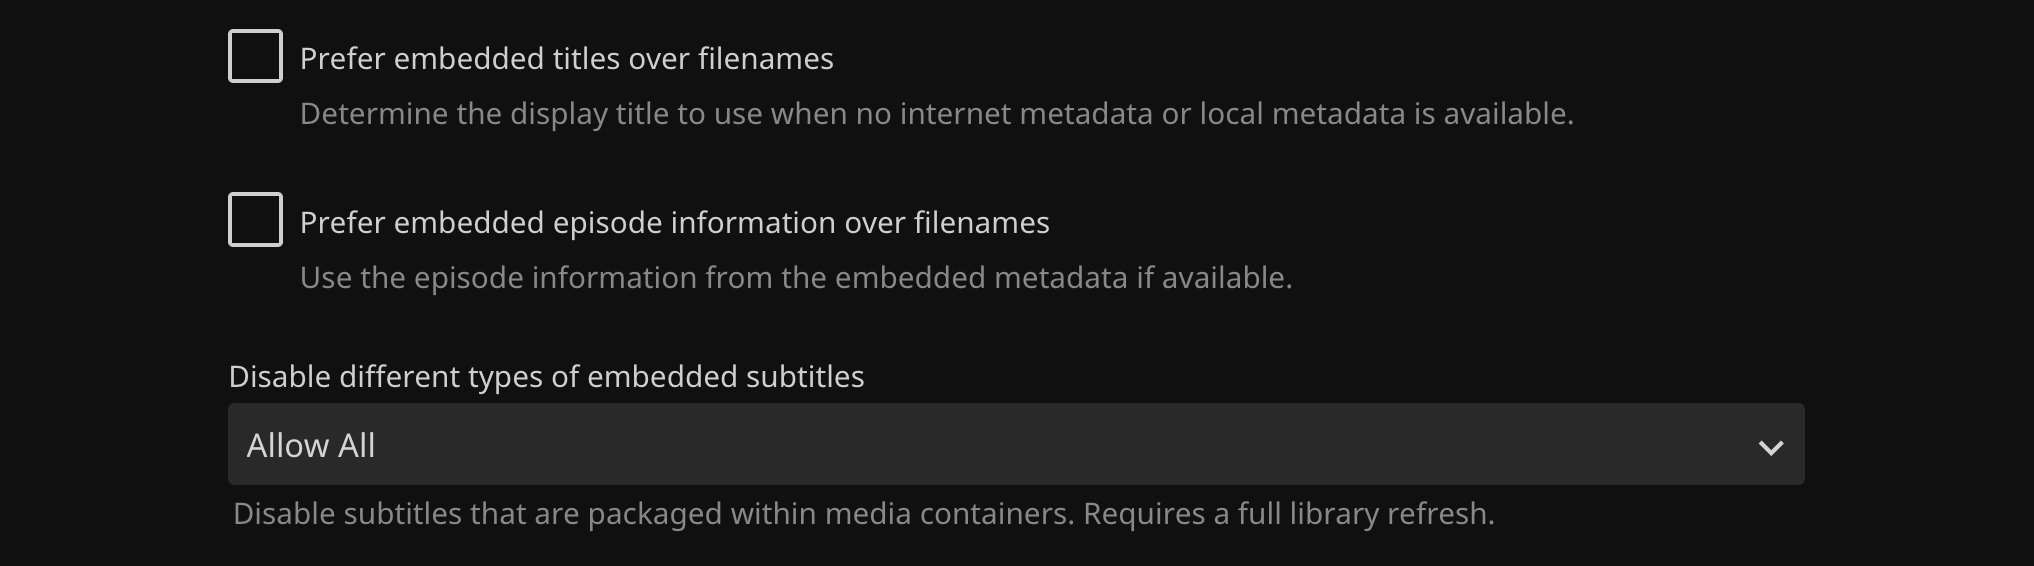 Prefer embedded titles over filenames
Determine the display title to use when no internet metadata or local metadata is available.
Prefer embedded episode information over filenames
Use the episode information from the embedded metadata if available.
Disable different types of embedded subtitles
Allow All
Disable subtitles that are packaged within media containers. Requires a full library refresh.